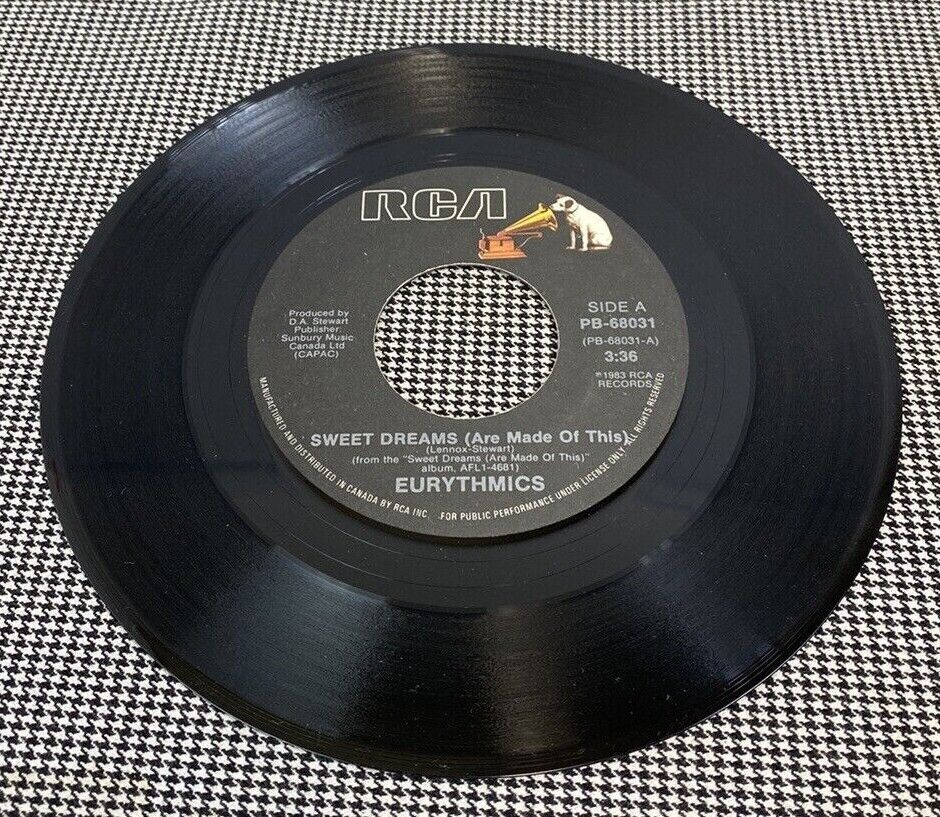 RCA
SIDE A
PB-68031
(PB-68031-A)
3:36
℗1983 RCA
RECORDS
Produced by
D.A. Stewart
Publisher:
Sunbury Music
Canada Ltd
(CAPAC)
SWEET DREAMS (Are Made Of This)
(Lennox-Stewart)
(from the "Sweet Dreams (Are Made Of This)"
album, AFL1-4681)
EURYTHMICS
MANUFACTURED AND DISTRIBUTED IN CANADA BY RCA INC. .FOR PUBLIC PERFORMANCE UNDER LICENSE ONLY ALL RIGHTS RESERVED